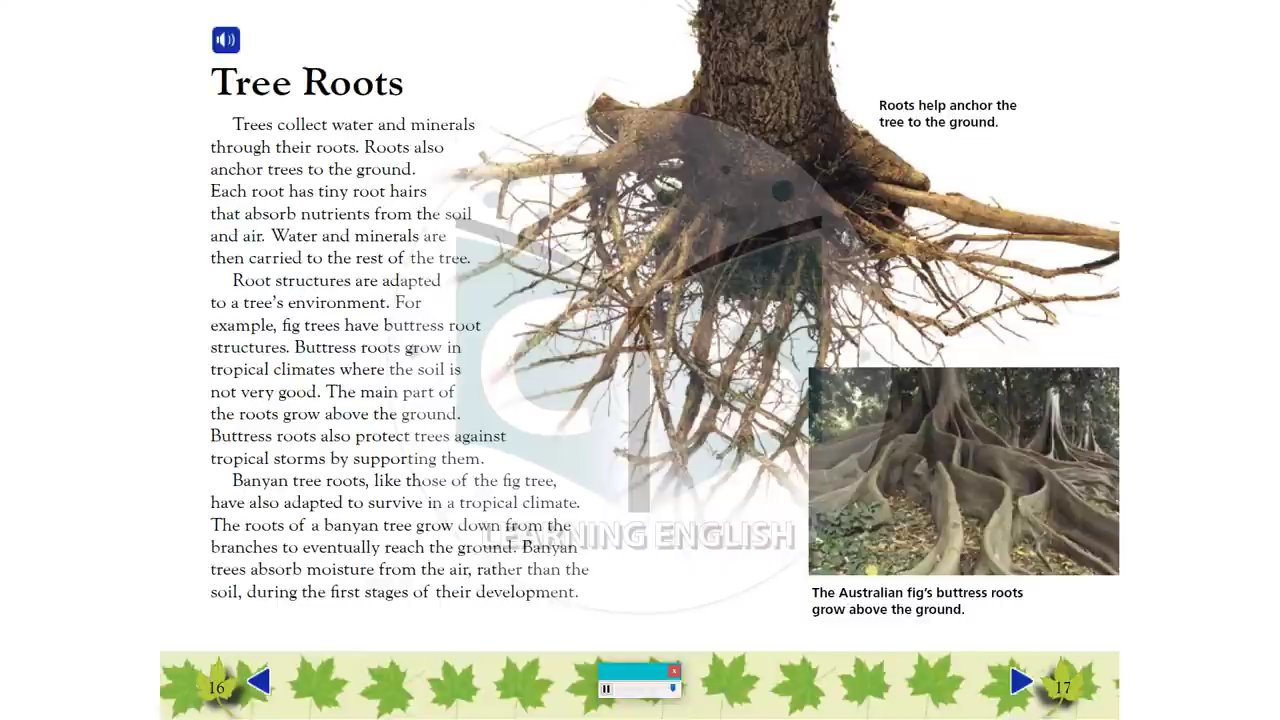 Tree Roots
Trees collect water and minerals
through their roots. Roots also
anchor trees to the ground.
Each root has tiny root hairs
that absorb nutrients from the soil
and air. Water and minerals are
then carried to the rest of the tree.
Root structures are adapted
to a tree's environment. For
example, fig trees have buttress root
structures. Buttress roots grow in
tropical climates where the soil is
not very good. The main part of
the roots grow above the ground.
Buttress roots also protect trees against
tropical storms by supporting them.
Banyan tree roots, like those of the fig tree,
have also adapted to survive in a tropical climate.
The roots of a banyan tree grow down from the
branches to eventually reach the ground. Banyan
trees absorb moisture from the air, rather than the
soil, during the first stages of their development.
Roots help anchor the
tree to the ground.
LEARNING ENGLISH
The Australian fig's buttress roots
grow above the ground.
16
x
17